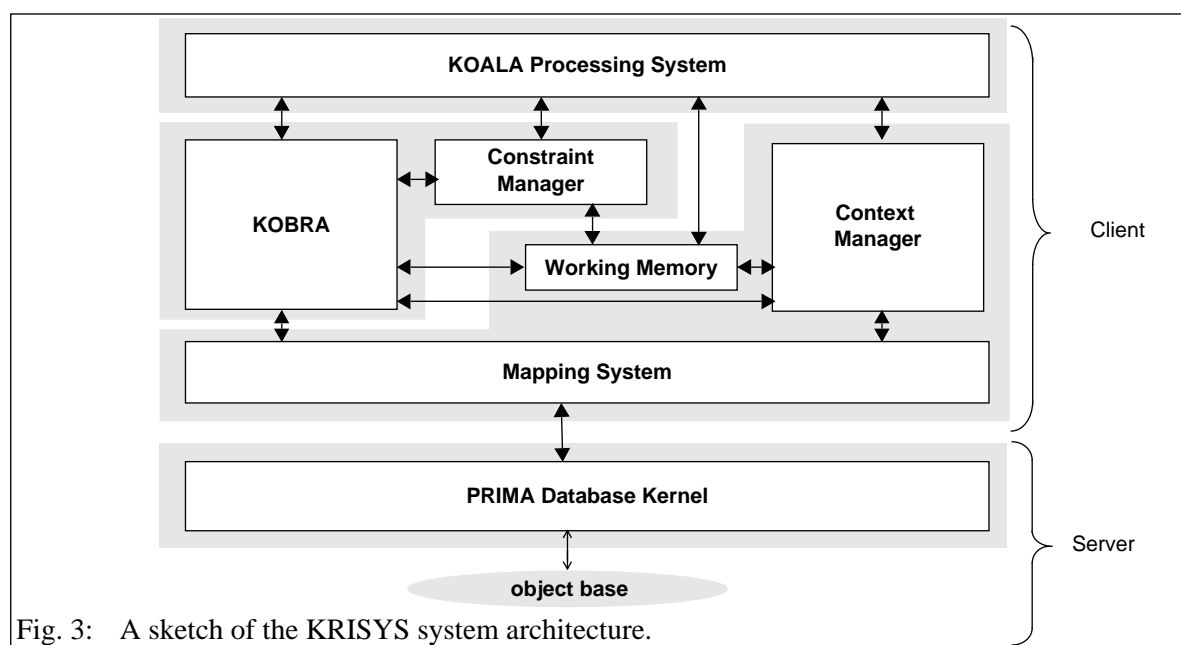 KOALA Processing System
Constraint
Manager
KOBRA
Context
Manager
Client
Working Memory
Mapping System
PRIMA Database Kernel
Server
object base
Fig. 3: A sketch of the KRISYS system architecture.